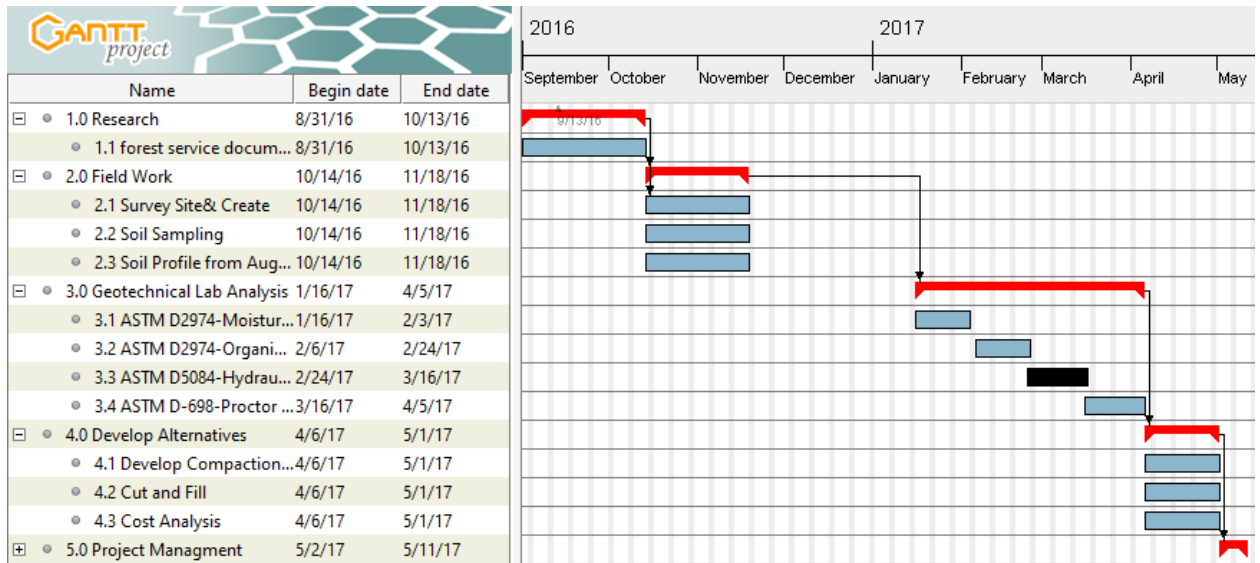 GANTT
project
2016 2017
September October November December January February March April May
Name Begin date End date
1.0 Research 8/31/16 10/13/16
9/13/16
1.1 forest service docum... 8/31/16 10/13/16
2.0 Field Work 10/14/16 11/18/16
2.1 Survey Site& Create 10/14/16 11/18/16
2.2 Soil Sampling 10/14/16 11/18/16
2.3 Soil Profile from Aug... 10/14/16 11/18/16
3.0 Geotechnical Lab Analysis 1/16/17 4/5/17
3.1 ASTM D2974-Moistur... 1/16/17 2/3/17
3.2 ASTM D2974-Organi... 2/6/17 2/24/17
3.3 ASTM D5084-Hydrau... 2/24/17 3/16/17
3.4 ASTM D-698-Proctor ... 3/16/17 4/5/17
4.0 Develop Alternatives 4/6/17 5/1/17
4.1 Develop Compaction... 4/6/17 5/1/17
4.2 Cut and Fill 4/6/17 5/1/17
4.3 Cost Analysis 4/6/17 5/1/17
5.0 Project Managment 5/2/17 5/11/17